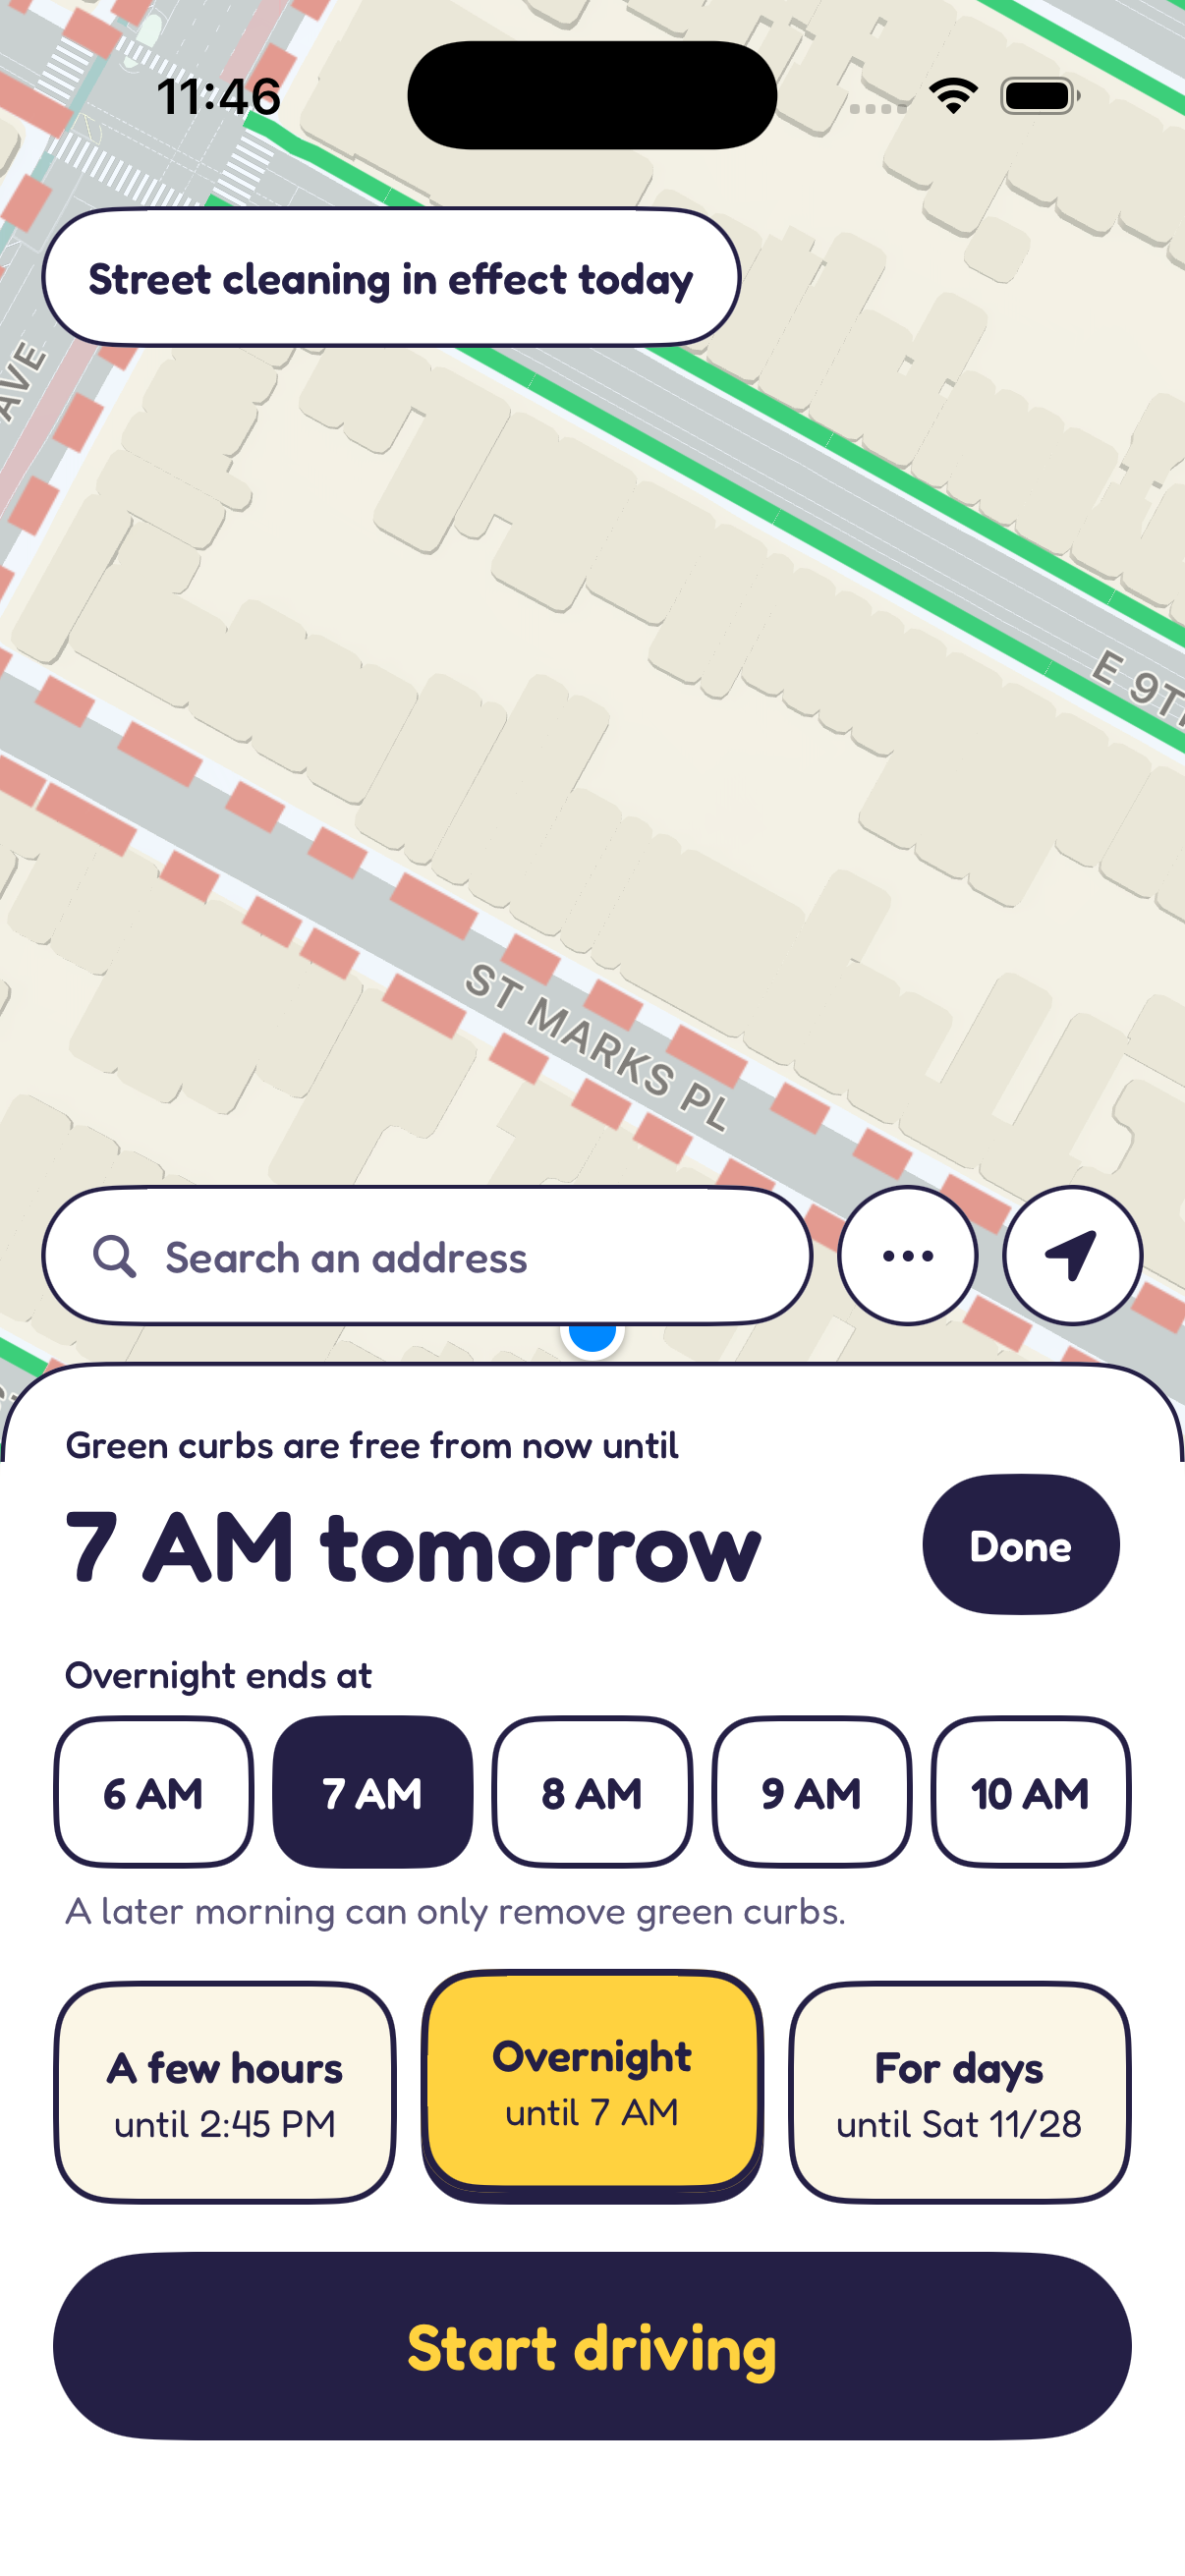 11:46
Street cleaning in effect today
AVE
E 9T
ST MARKS PL
Search an address
Green curbs are free from now until
7 AM tomorrow
Done
Overnight ends at
6 AM
7 AM
8 AM
9 AM
10 AM
A later morning can only remove green curbs.
A few hours
until 2:45 PM
Overnight
until 7 AM
For days
until Sat 11/28
Start driving